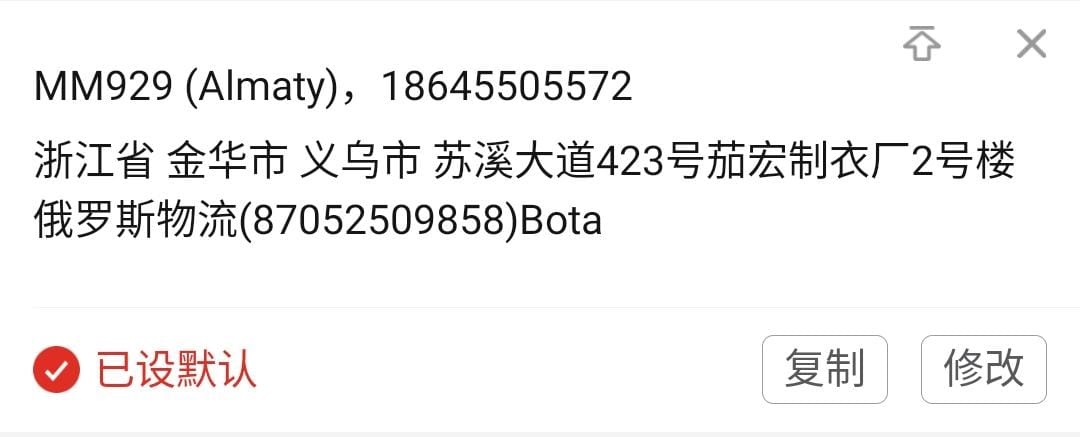 MM929 (Almaty)，18645505572
浙江省 金华市 义乌市 苏溪大道423号茄宏制衣厂2号楼
俄罗斯物流(87052509858)Bota
已设默认
复制
修改